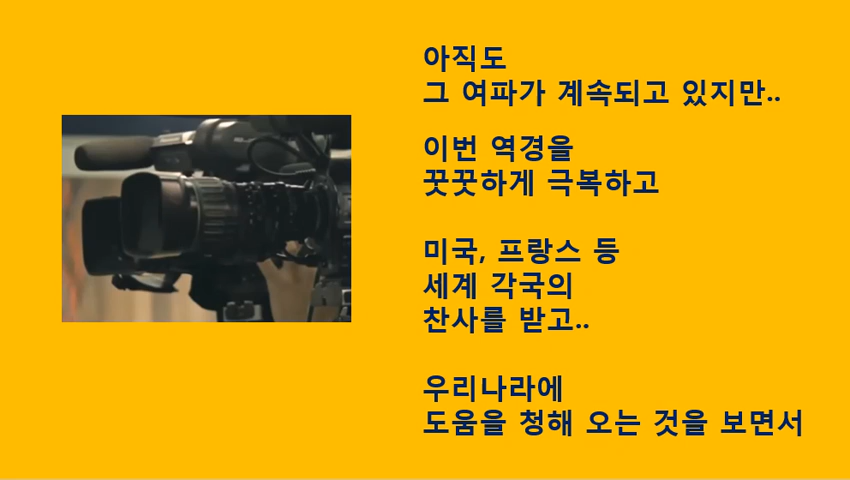 아직도
그 여파가 계속되고 있지만..
이번 역경을
꿋꿋하게 극복하고
미국, 프랑스 등
세계 각국의
찬사를 받고..
우리나라에
도움을 청해 오는 것을 보면서